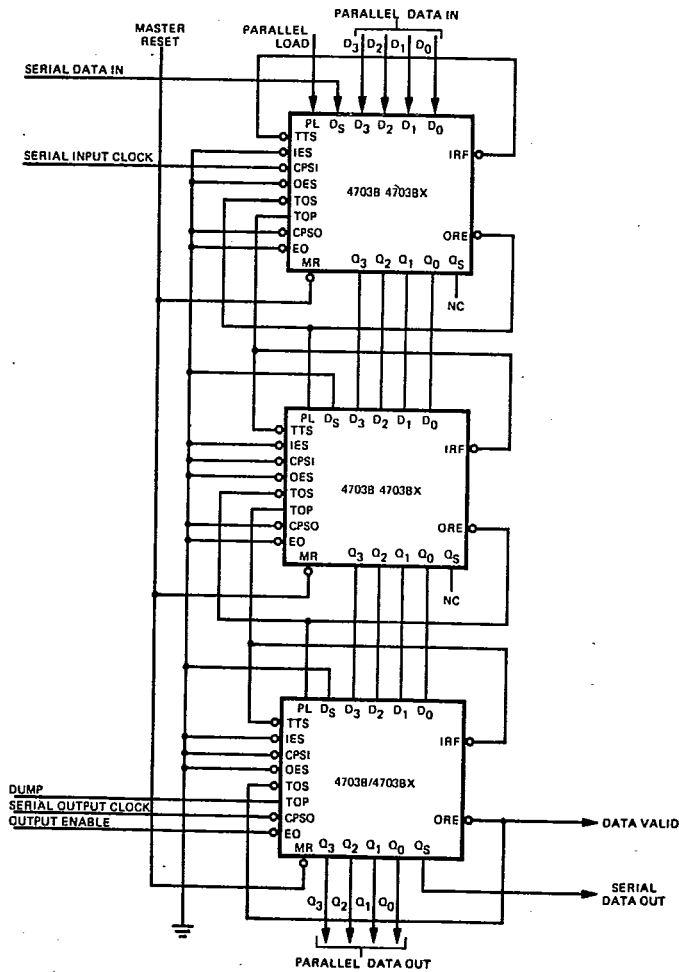 PARALLEL DATA IN
MASTER RESET
PARALLEL LOAD
D3 D2 D1 D0
SERIAL DATA IN
PL DS D3 D2 D1 D0
TTS
IES
IRF
SERIAL INPUT CLOCK
CPSI
OES
4703B 4703BX
TOS
TOP
CPSO
ORE
EO
MR Q3 Q2 Q1 Q0 QS
NC
PL DS D3 D2 D1 D0
TTS
IES
IRF
CPSI
OES
4703B 4703BX
TOS
TOP
CPSO
ORE
EO
MR Q3 Q2 Q1 Q0 QS
NC
PL DS D3 D2 D1 D0
TTS
IES
IRF
CPSI
OES
4703B/4703BX
TOS
DUMP
TOP
SERIAL OUTPUT CLOCK
CPSO
ORE
DATA VALID
OUTPUT ENABLE
EO
MR Q3 Q2 Q1 Q0 QS
SERIAL DATA OUT
Q3 Q2 Q1 Q0
PARALLEL DATA OUT